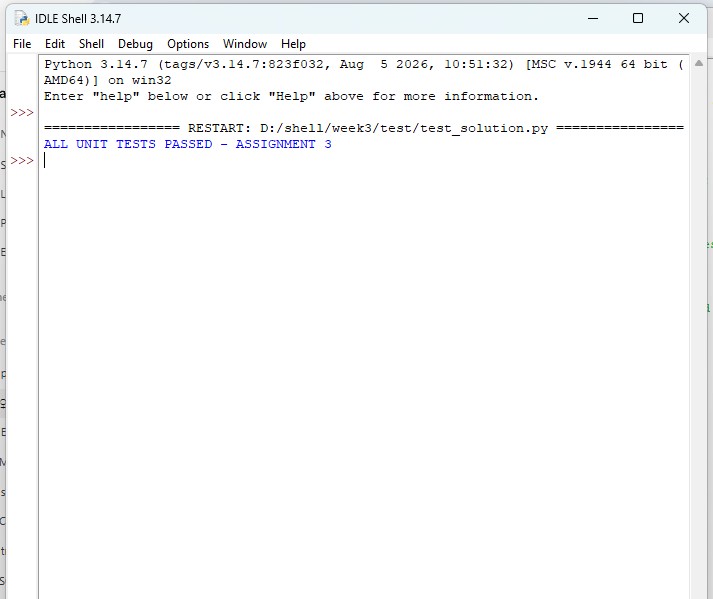 IDLE Shell 3.14.7
File Edit Shell Debug Options Window Help
Python 3.14.7 (tags/v3.14.7:823f032, Aug  5 2026, 10:51:32) [MSC v.1944 64 bit (
AMD64)] on win32
Enter "help" below or click "Help" above for more information.
>>>
================= RESTART: D:/shell/week3/test/test_solution.py ================
ALL UNIT TESTS PASSED - ASSIGNMENT 3
>>>